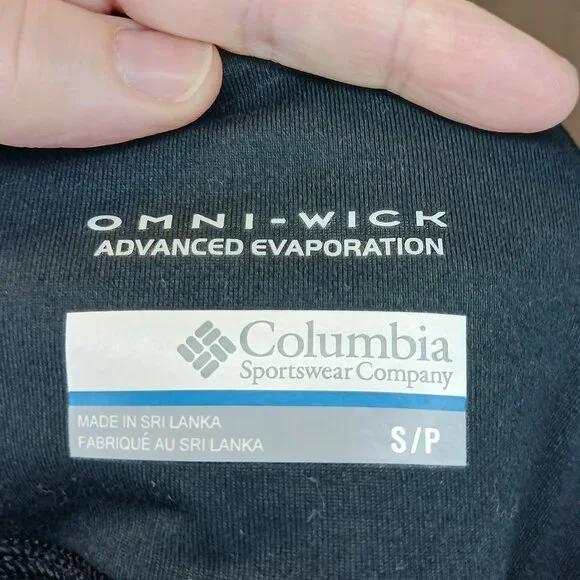 OMNI-WICK
ADVANCED EVAPORATION
Columbia
Sportswear Company
MADE IN SRI LANKA
FABRIQUÉ AU SRI LANKA
S/P